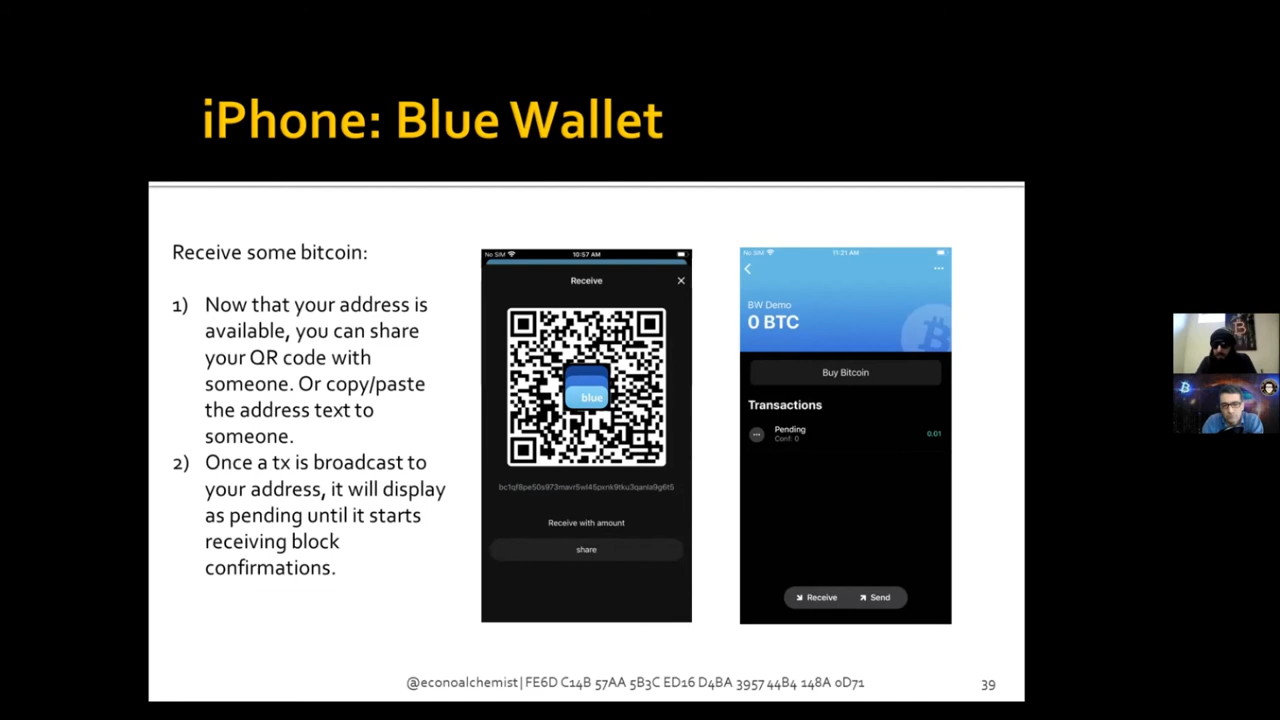 iPhone: Blue Wallet
Receive some bitcoin:
1) Now that your address is
available, you can share
your QR code with
someone. Or copy/paste
the address text to
someone.
2) Once a tx is broadcast to
your address, it will display
as pending until it starts
receiving block
confirmations.
No SIM 10:57 AM
Receive
blue
Receive with amount
share
No SIM 11:21 AM
BW Demo
0 BTC
Buy Bitcoin
Transactions
Pending 0.01
Conf: 0
Receive Send
@econoalchemist | FE6D C14B 57AA 5B3C ED16 D4BA 3957 44B4 148A 0D71
39